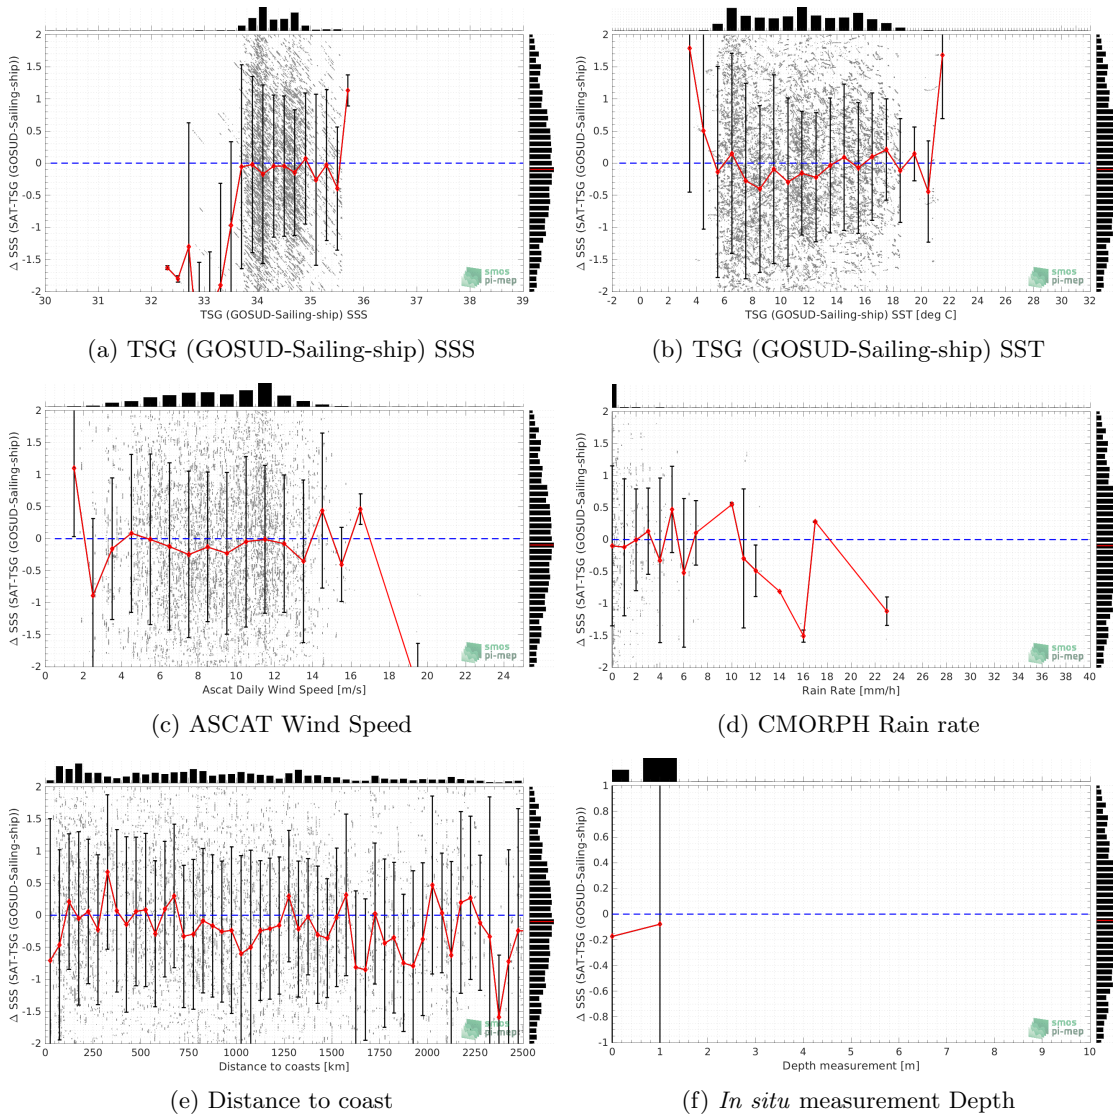 2
1.5
1
0.5
0
-0.5
-1
-1.5
-2
Δ SSS (SAT-TSG (GOSUD-Sailing-ship))
30 31 32 33 34 35 36 37 38 39
TSG (GOSUD-Sailing-ship) SSS
smos
pi-mep
(a) TSG (GOSUD-Sailing-ship) SSS
2
1.5
1
0.5
0
-0.5
-1
-1.5
-2
Δ SSS (SAT-TSG (GOSUD-Sailing-ship))
-2 0 2 4 6 8 10 12 14 16 18 20 22 24 26 28 30 32
TSG (GOSUD-Sailing-ship) SST [deg C]
smos
pi-mep
(b) TSG (GOSUD-Sailing-ship) SST
2
1.5
1
0.5
0
-0.5
-1
-1.5
-2
Δ SSS (SAT-TSG (GOSUD-Sailing-ship))
0 2 4 6 8 10 12 14 16 18 20 22 24
Ascat Daily Wind Speed [m/s]
smos
pi-mep
(c) ASCAT Wind Speed
2
1.5
1
0.5
0
-0.5
-1
-1.5
-2
Δ SSS (SAT-TSG (GOSUD-Sailing-ship))
0 2 4 6 8 10 12 14 16 18 20 22 24 26 28 30 32 34 36 38 40
Rain Rate [mm/h]
smos
pi-mep
(d) CMORPH Rain rate
2
1.5
1
0.5
0
-0.5
-1
-1.5
-2
Δ SSS (SAT-TSG (GOSUD-Sailing-ship))
0 250 500 750 1000 1250 1500 1750 2000 2250 2500
Distance to coasts [km]
smos
pi-mep
(e) Distance to coast
1
0.8
0.6
0.4
0.2
0
-0.2
-0.4
-0.6
-0.8
-1
Δ SSS (SAT-TSG (GOSUD-Sailing-ship))
0 1 2 3 4 5 6 7 8 9 10
Depth measurement [m]
smos
pi-mep
(f) In situ measurement Depth